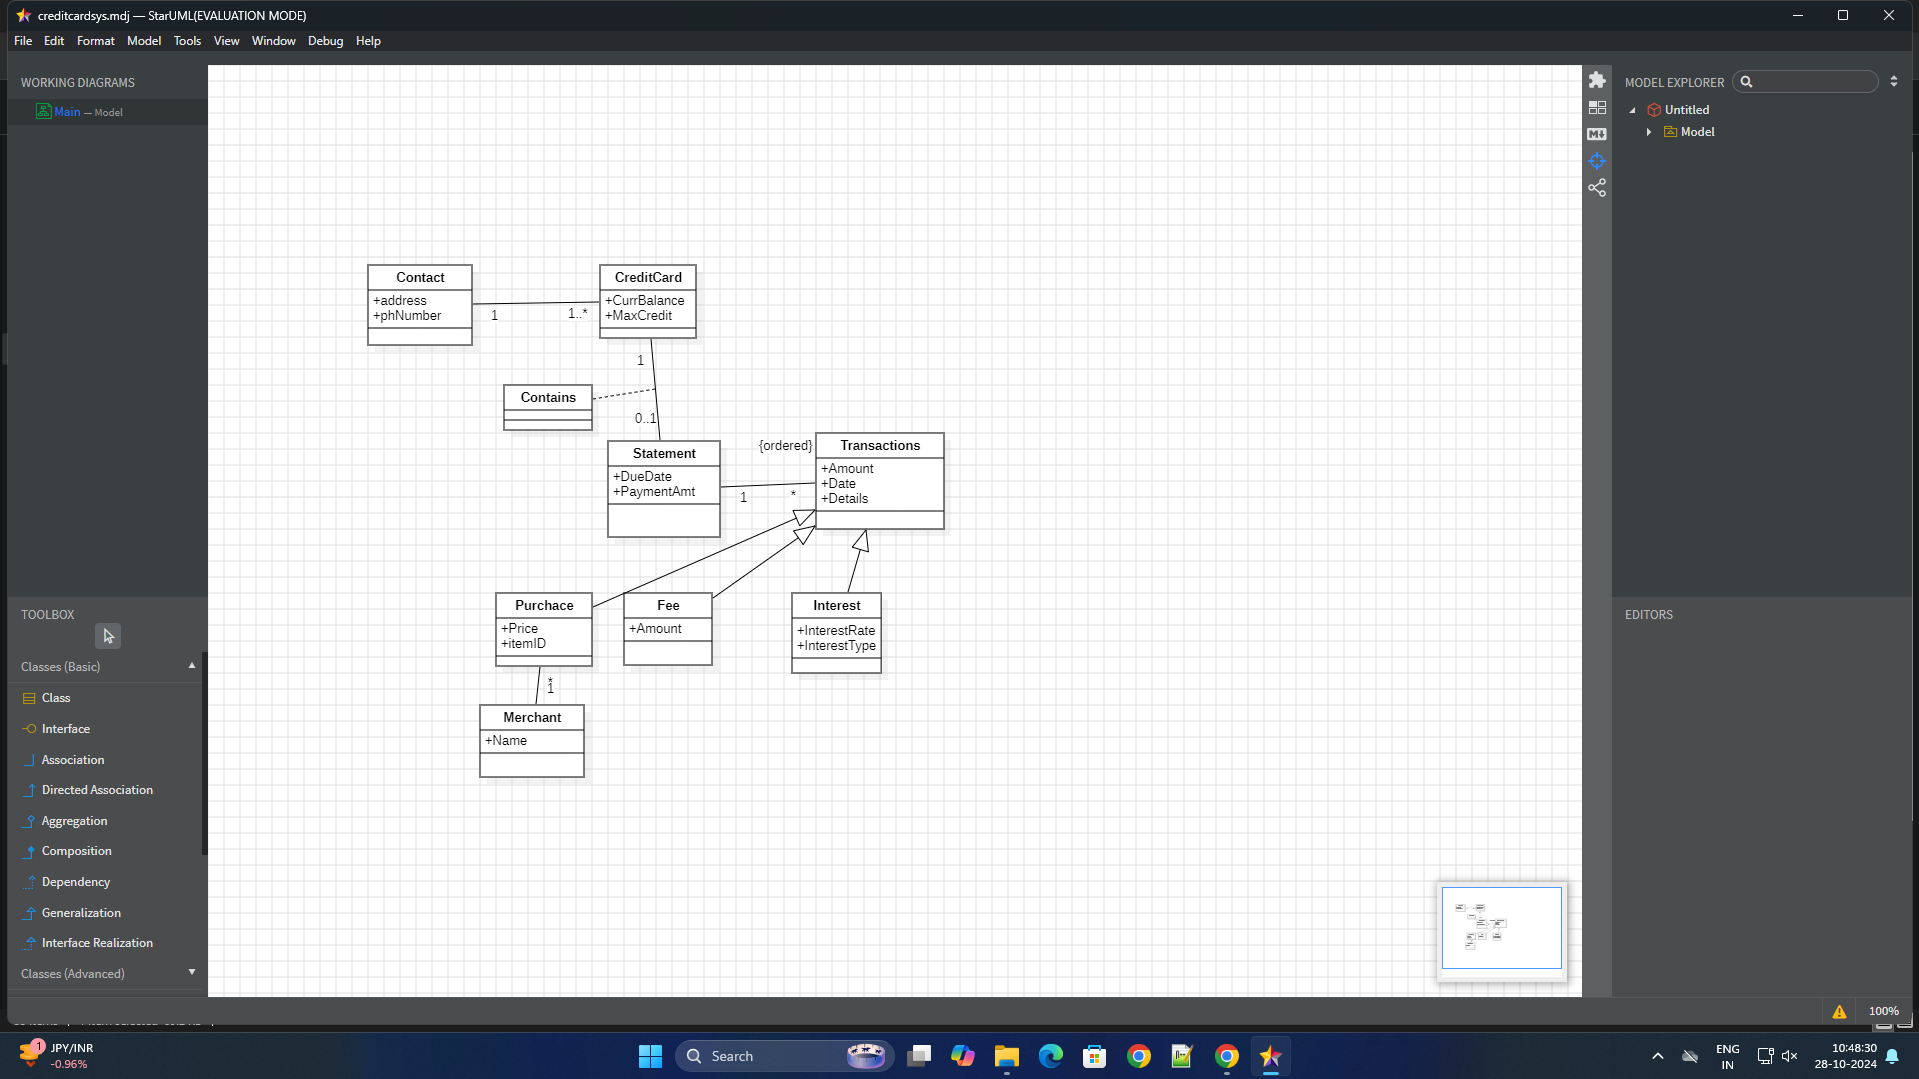 creditcardsys.mdj — StarUML(EVALUATION MODE)
File Edit Format Model Tools View Window Debug Help
WORKING DIAGRAMS
Main — Model
TOOLBOX
Classes (Basic)
Class
Interface
Association
Directed Association
Aggregation
Composition
Dependency
Generalization
Interface Realization
Classes (Advanced)
Contact
+address
+phNumber
1
1..*
CreditCard
+CurrBalance
+MaxCredit
1
Contains
0..1
Statement
+DueDate
+PaymentAmt
1
*
{ordered}
Transactions
+Amount
+Date
+Details
Purchace
+Price
+itemID
Fee
+Amount
Interest
+InterestRate
+InterestType
*
1
Merchant
+Name
MODEL EXPLORER
Untitled
Model
EDITORS
100%
1
JPY/INR
-0.96%
Search
ENG
IN
10:48:30
28-10-2024